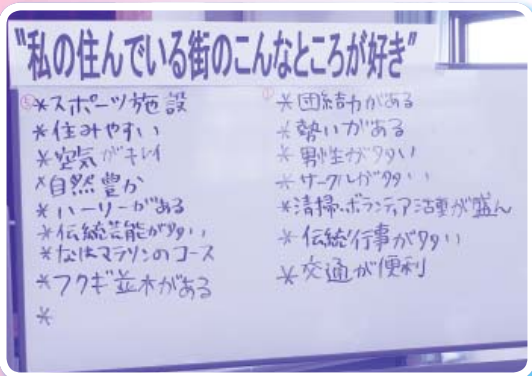 "私の住んでいる街のこんなところが好き"
*スポーツ施設
*住みやすい
*空気がキレイ
*自然豊か
*ハーリーがある
*伝統芸能が多い
*なはマラソンのコース
*フクギ並木がある
*
*団結力がある
*勢いがある
*男性が多い
*サークルが多い
*清掃・ボランティア活動が盛ん
*伝統行事が多い
*交通が便利